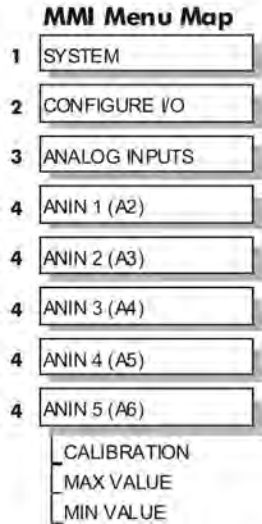 MMI Menu Map
1 SYSTEM
2 CONFIGURE I/O
3 ANALOG INPUTS
4 ANIN 1 (A2)
4 ANIN 2 (A3)
4 ANIN 3 (A4)
4 ANIN 4 (A5)
4 ANIN 5 (A6)
CALIBRATION
MAX VALUE
MIN VALUE